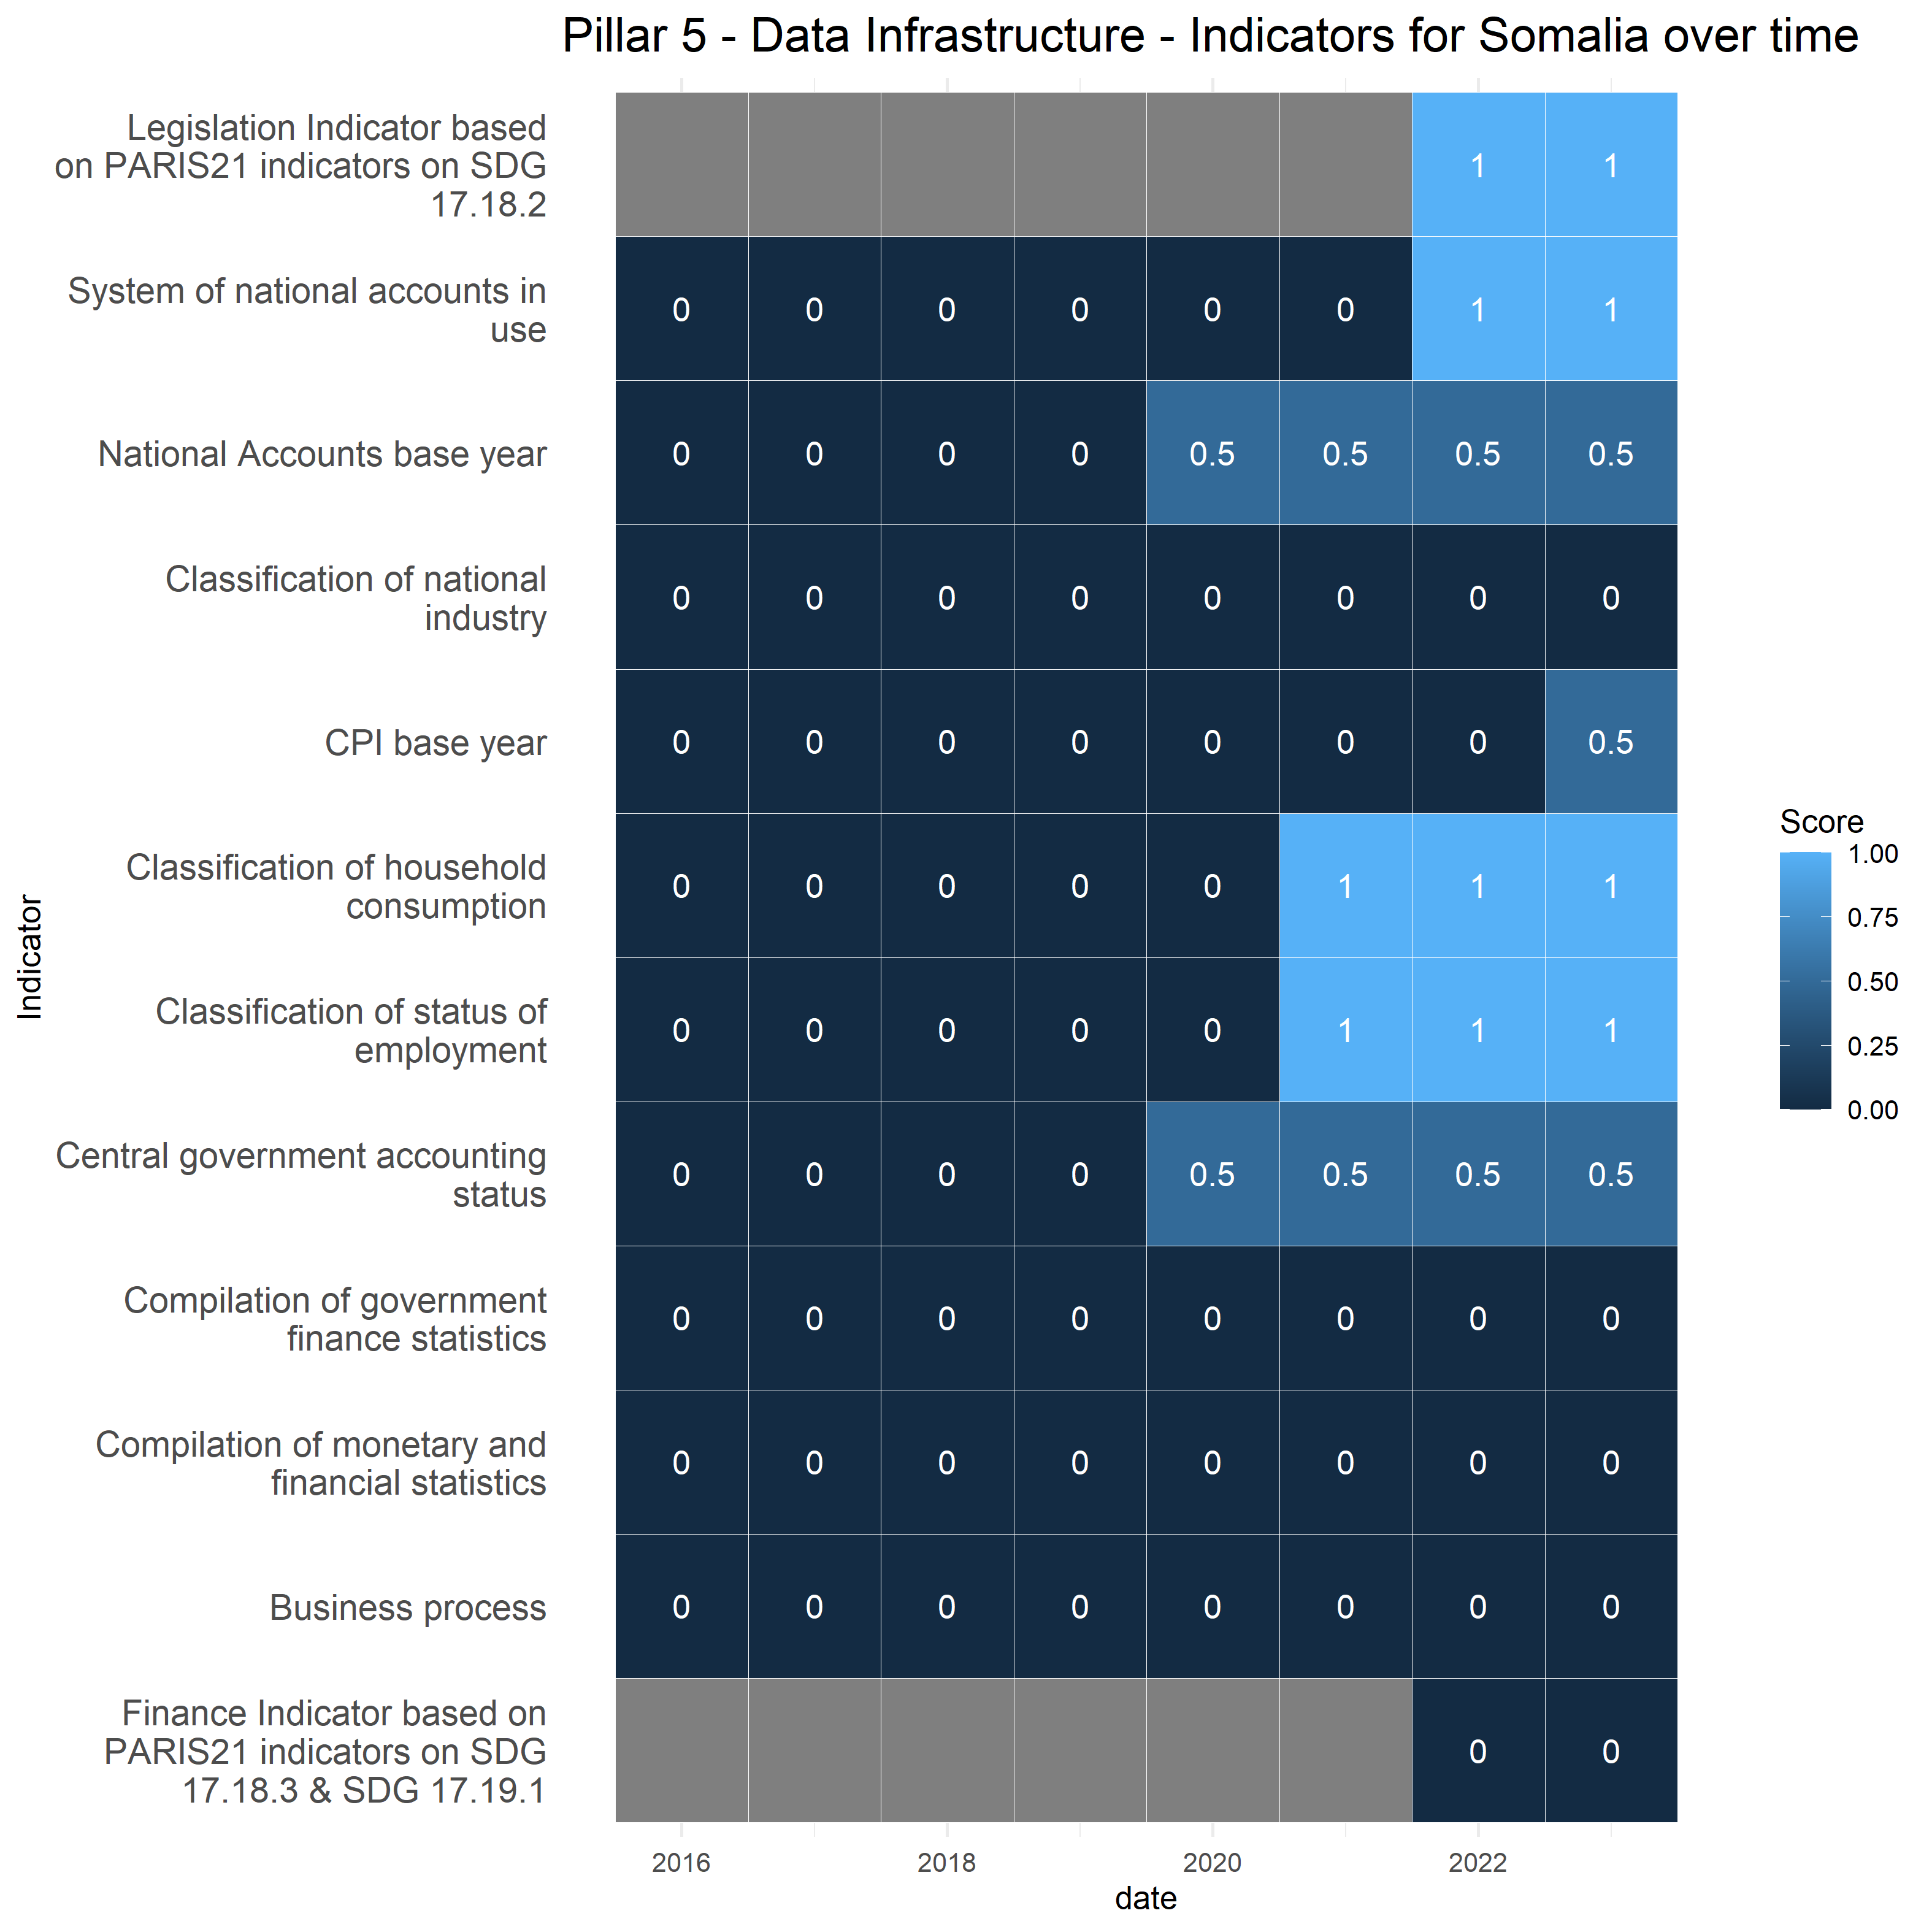 Pillar 5 - Data Infrastructure - Indicators for Somalia over time
Indicator
Legislation Indicator based
on PARIS21 indicators on SDG
17.18.2
1 1
System of national accounts in
use
0 0 0 0 0 0 1 1
National Accounts base year
0 0 0 0 0.5 0.5 0.5 0.5
Classification of national
industry
0 0 0 0 0 0 0 0
CPI base year
0 0 0 0 0 0 0 0.5
Classification of household
consumption
0 0 0 0 0 1 1 1
Classification of status of
employment
0 0 0 0 0 1 1 1
Central government accounting
status
0 0 0 0 0.5 0.5 0.5 0.5
Compilation of government
finance statistics
0 0 0 0 0 0 0 0
Compilation of monetary and
financial statistics
0 0 0 0 0 0 0 0
Business process
0 0 0 0 0 0 0 0
Finance Indicator based on
PARIS21 indicators on SDG
17.18.3 & SDG 17.19.1
0 0
2016 2018 2020 2022
date
Score
1.00
0.75
0.50
0.25
0.00